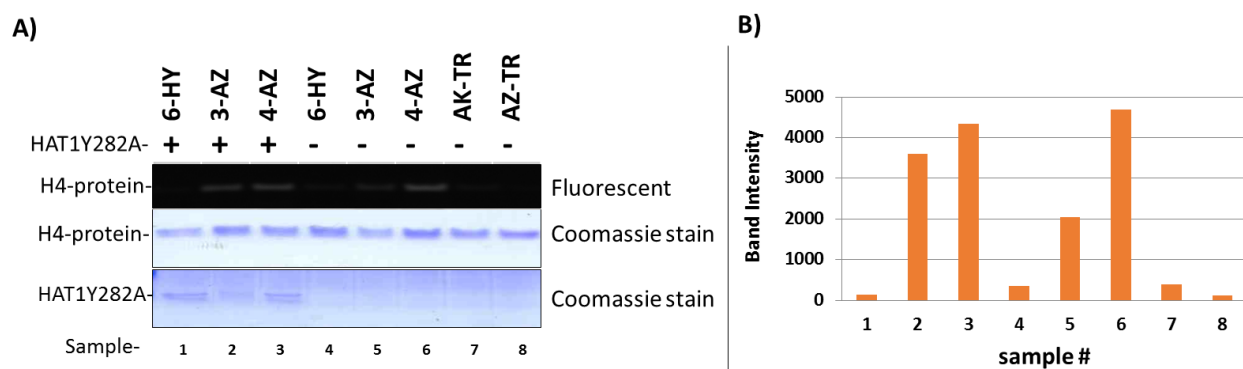 A)
6-HY 3-AZ 4-AZ 6-HY 3-AZ 4-AZ AK-TR AZ-TR
HAT1Y282A- + + + - - - - -
H4-protein- Fluorescent
H4-protein- Coomassie stain
HAT1Y282A- Coomassie stain
Sample- 1 2 3 4 5 6 7 8
B)
Band Intensity
5000
4000
3000
2000
1000
0
1 2 3 4 5 6 7 8
sample #